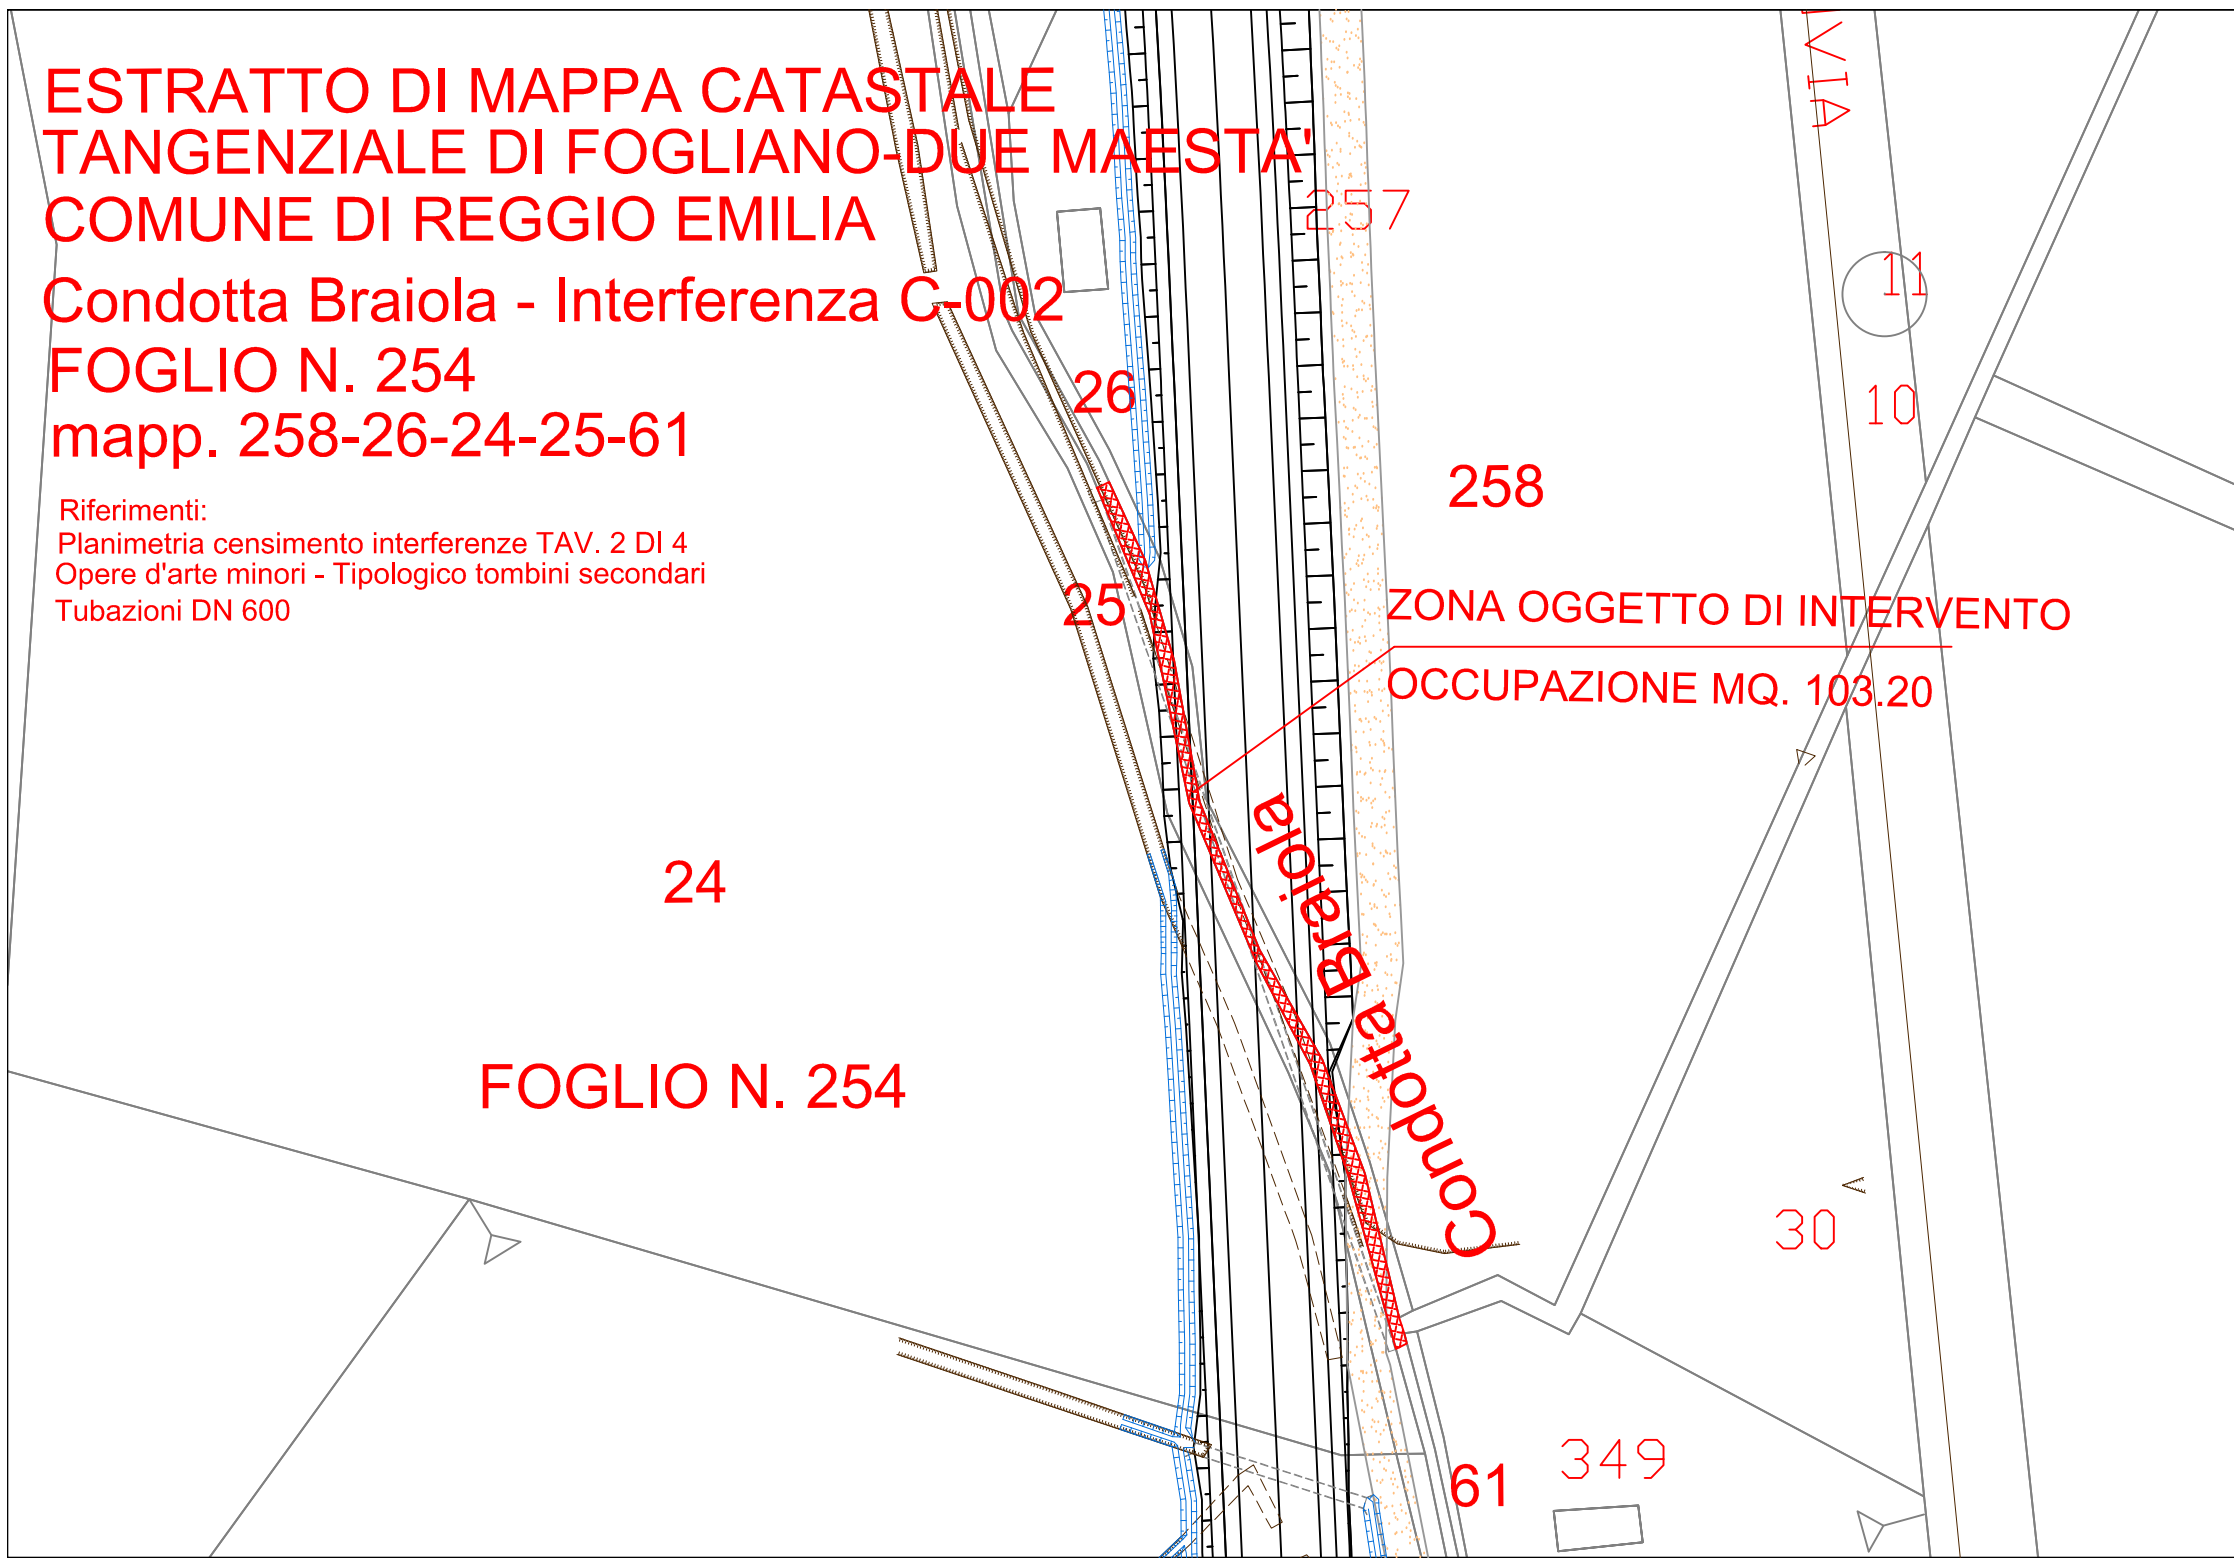 ESTRATTO DI MAPPA CATASTALE
TANGENZIALE DI FOGLIANO-DUE MAESTA'
COMUNE DI REGGIO EMILIA
Condotta Braiola - Interferenza C-002
FOGLIO N. 254
mapp. 258-26-24-25-61
Riferimenti:
Planimetria censimento interferenze TAV. 2 DI 4
Opere d'arte minori - Tipologico tombini secondari
Tubazioni DN 600
VIA
257
11
10
26
258
25
ZONA OGGETTO DI INTERVENTO
OCCUPAZIONE MQ. 103.20
24
Condotta Braiola
FOGLIO N. 254
30
349
61